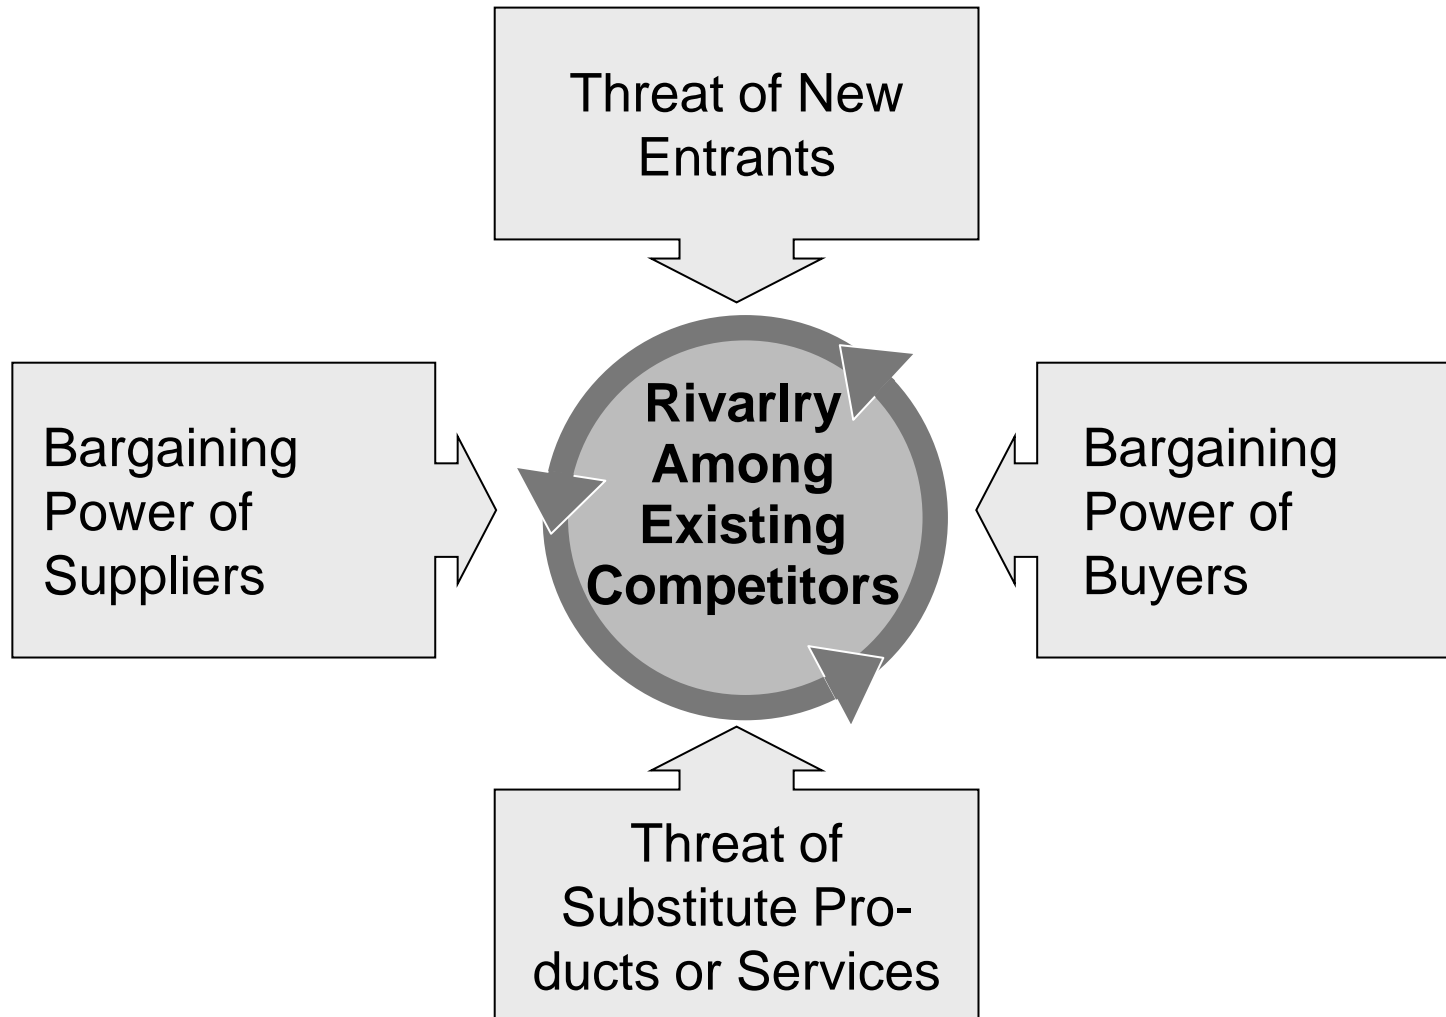 Threat of New
Entrants
Bargaining
Power of
Suppliers
Rivarlry
Among
Existing
Competitors
Bargaining
Power of
Buyers
Threat of
Substitute Pro-
ducts or Services